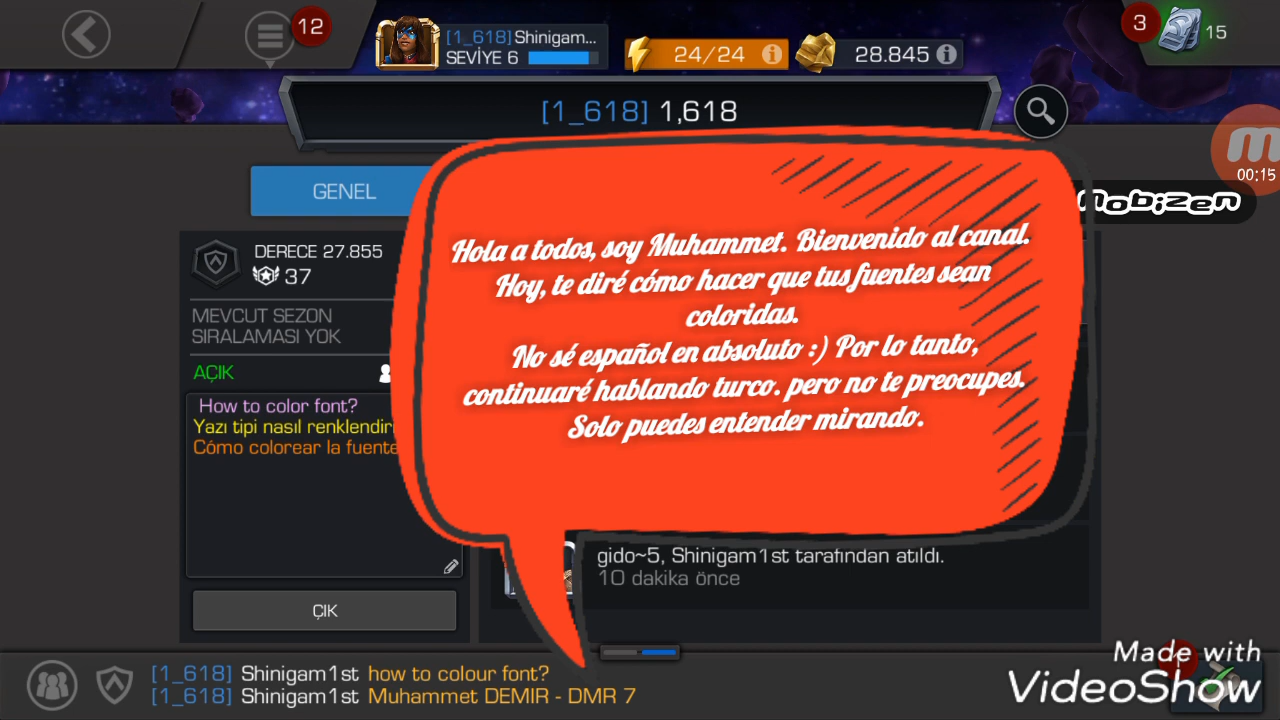 12
[1_618] Shinigam...
SEVİYE 6
24/24
28.845
3
15
[1_618] 1,618
00:15
mobizen
GENEL
DERECE 27.855
37
MEVCUT SEZON
SIRALAMASI YOK
AÇIK
How to color font?
Yazı tipi nasıl renklendiri
Cómo colorear la fuente
Hola a todos, soy Muhammet. Bienvenido al canal.
Hoy, te diré cómo hacer que tus fuentes sean
coloridas.
No sé español en absoluto :) Por lo tanto,
continuaré hablando turco. pero no te preocupes.
Solo puedes entender mirando.
gido~5, Shinigam1st tarafından atıldı.
10 dakika önce
ÇIK
[1_618] Shinigam1st how to colour font?
[1_618] Shinigam1st Muhammet DEMIR - DMR 7
Made with
VideoShow